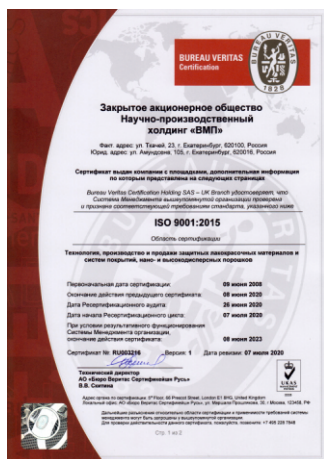 BUREAU VERITAS
Certification
BUREAU VERITAS
1828
Закрытое акционерное общество
Научно-производственный
холдинг «ВМП»
Факт. адрес: ул. Ткачей, 23, г. Екатеринбург, 620100, Россия
Юрид. адрес: ул. Амундсена, 105, г. Екатеринбург, 620016, Россия
Сертификат выдан компании с площадками, дополнительная информация
по которым представлена на следующих страницах
Bureau Veritas Certification Holding SAS – UK Branch удостоверяет, что
Система Менеджмента вышеупомянутой организации проверена
и признана соответствующей требованиям стандарта, указанного ниже
ISO 9001:2015
Область сертификации
Технология, производство и продажи защитных лакокрасочных материалов и
систем покрытий, нано- и высокодисперсных порошков
Первоначальная дата сертификации: 09 июня 2008
Окончание действия предыдущего сертификата: 08 июня 2020
Дата Ресертификационного аудита: 26 июня 2020
Дата начала Ресертификационного цикла: 07 июля 2020
При условии результативного функционирования
Системы Менеджмента организации,
окончание действия сертификата: 08 июня 2023
Сертификат № RU003216 Версия: 1 Дата ревизии: 07 июля 2020
Технический директор
АО «Бюро Веритас Сертификейшн Русь»
В.В. Соктина
UKAS
Стр. 1 из 2